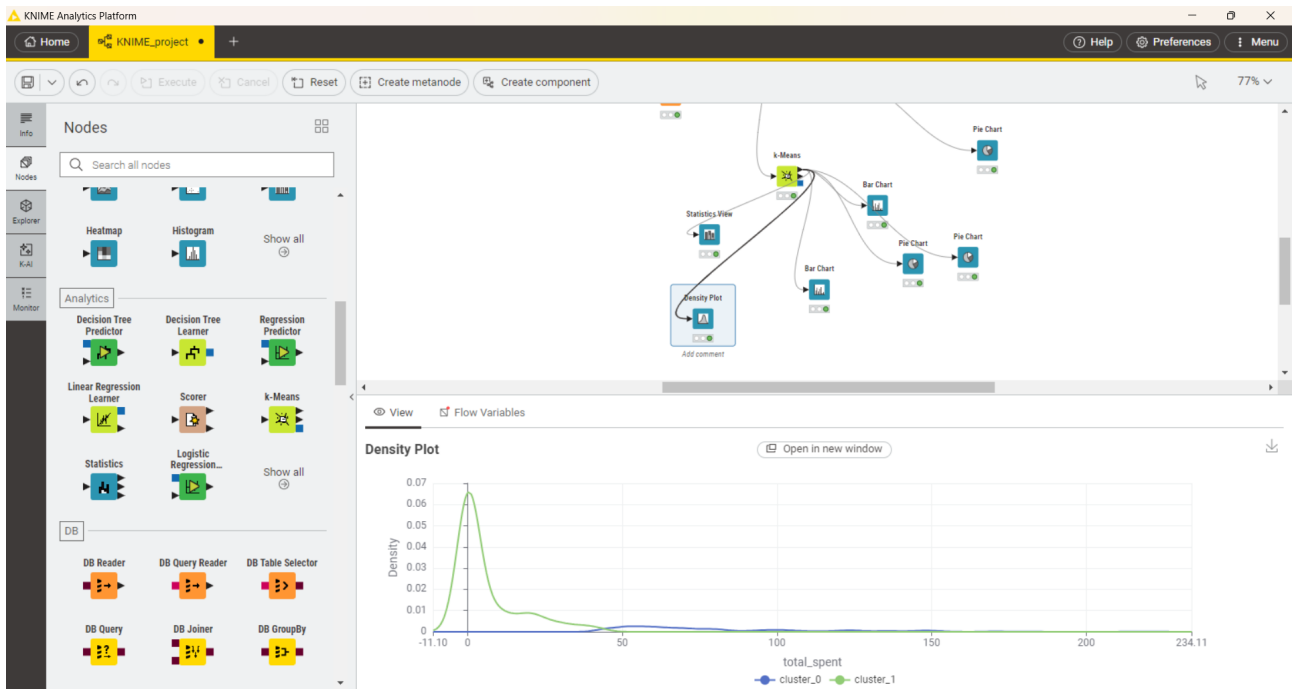 KNIME Analytics Platform
Home
KNIME_project
Help
Preferences
Menu
Execute
Cancel
Reset
Create metanode
Create component
77%
Info
Nodes
Explorer
K-AI
Monitor
Nodes
Search all nodes
Heatmap
Histogram
Show all
Analytics
Decision Tree
Predictor
Decision Tree
Learner
Regression
Predictor
Linear Regression
Learner
Scorer
k-Means
Statistics
Logistic
Regression...
Show all
DB
DB Reader
DB Query Reader
DB Table Selector
DB Query
DB Joiner
DB GroupBy
Pie Chart
k-Means
Bar Chart
Statistics View
Pie Chart
Pie Chart
Bar Chart
Density Plot
Add comment
View
Flow Variables
Density Plot
Open in new window
0.07
0.06
0.05
0.04
0.03
0.02
0.01
0
Density
-11.10
0
50
100
150
200
234.11
total_spent
cluster_0
cluster_1